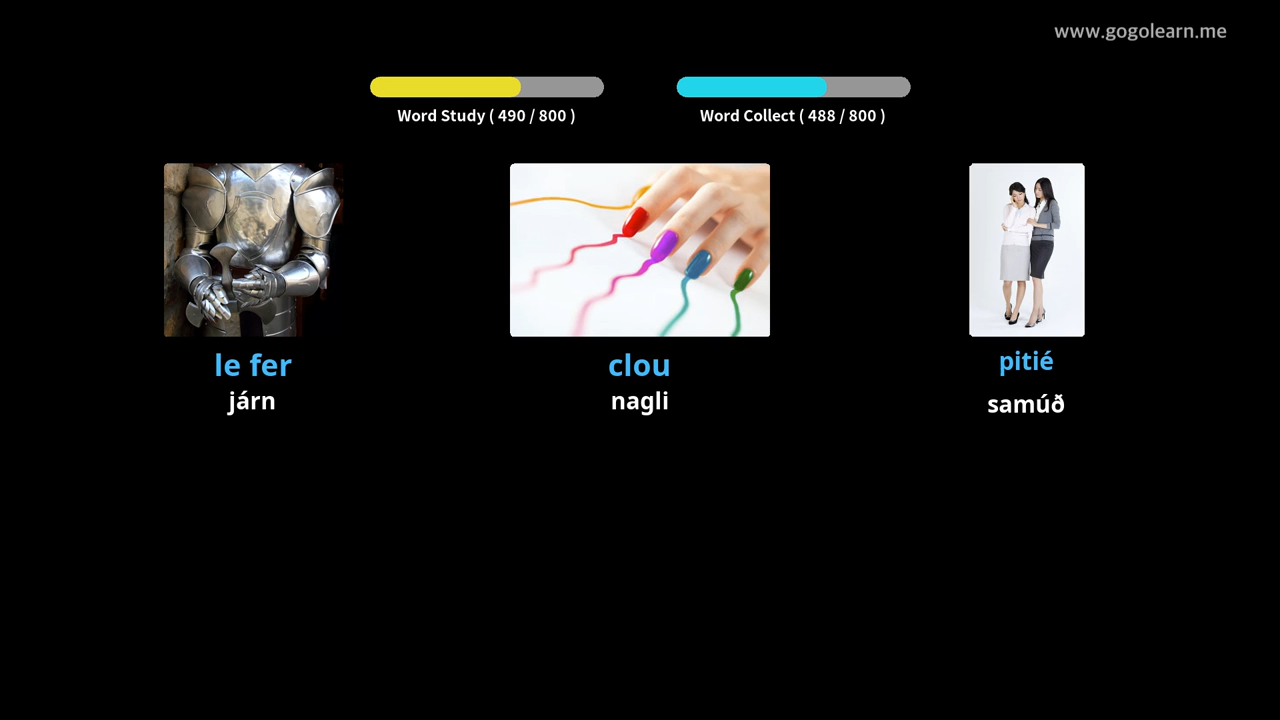 www.gogolearn.me
Word Study ( 490 / 800 )
Word Collect ( 488 / 800 )
le fer
járn
clou
nagli
pitié
samúð